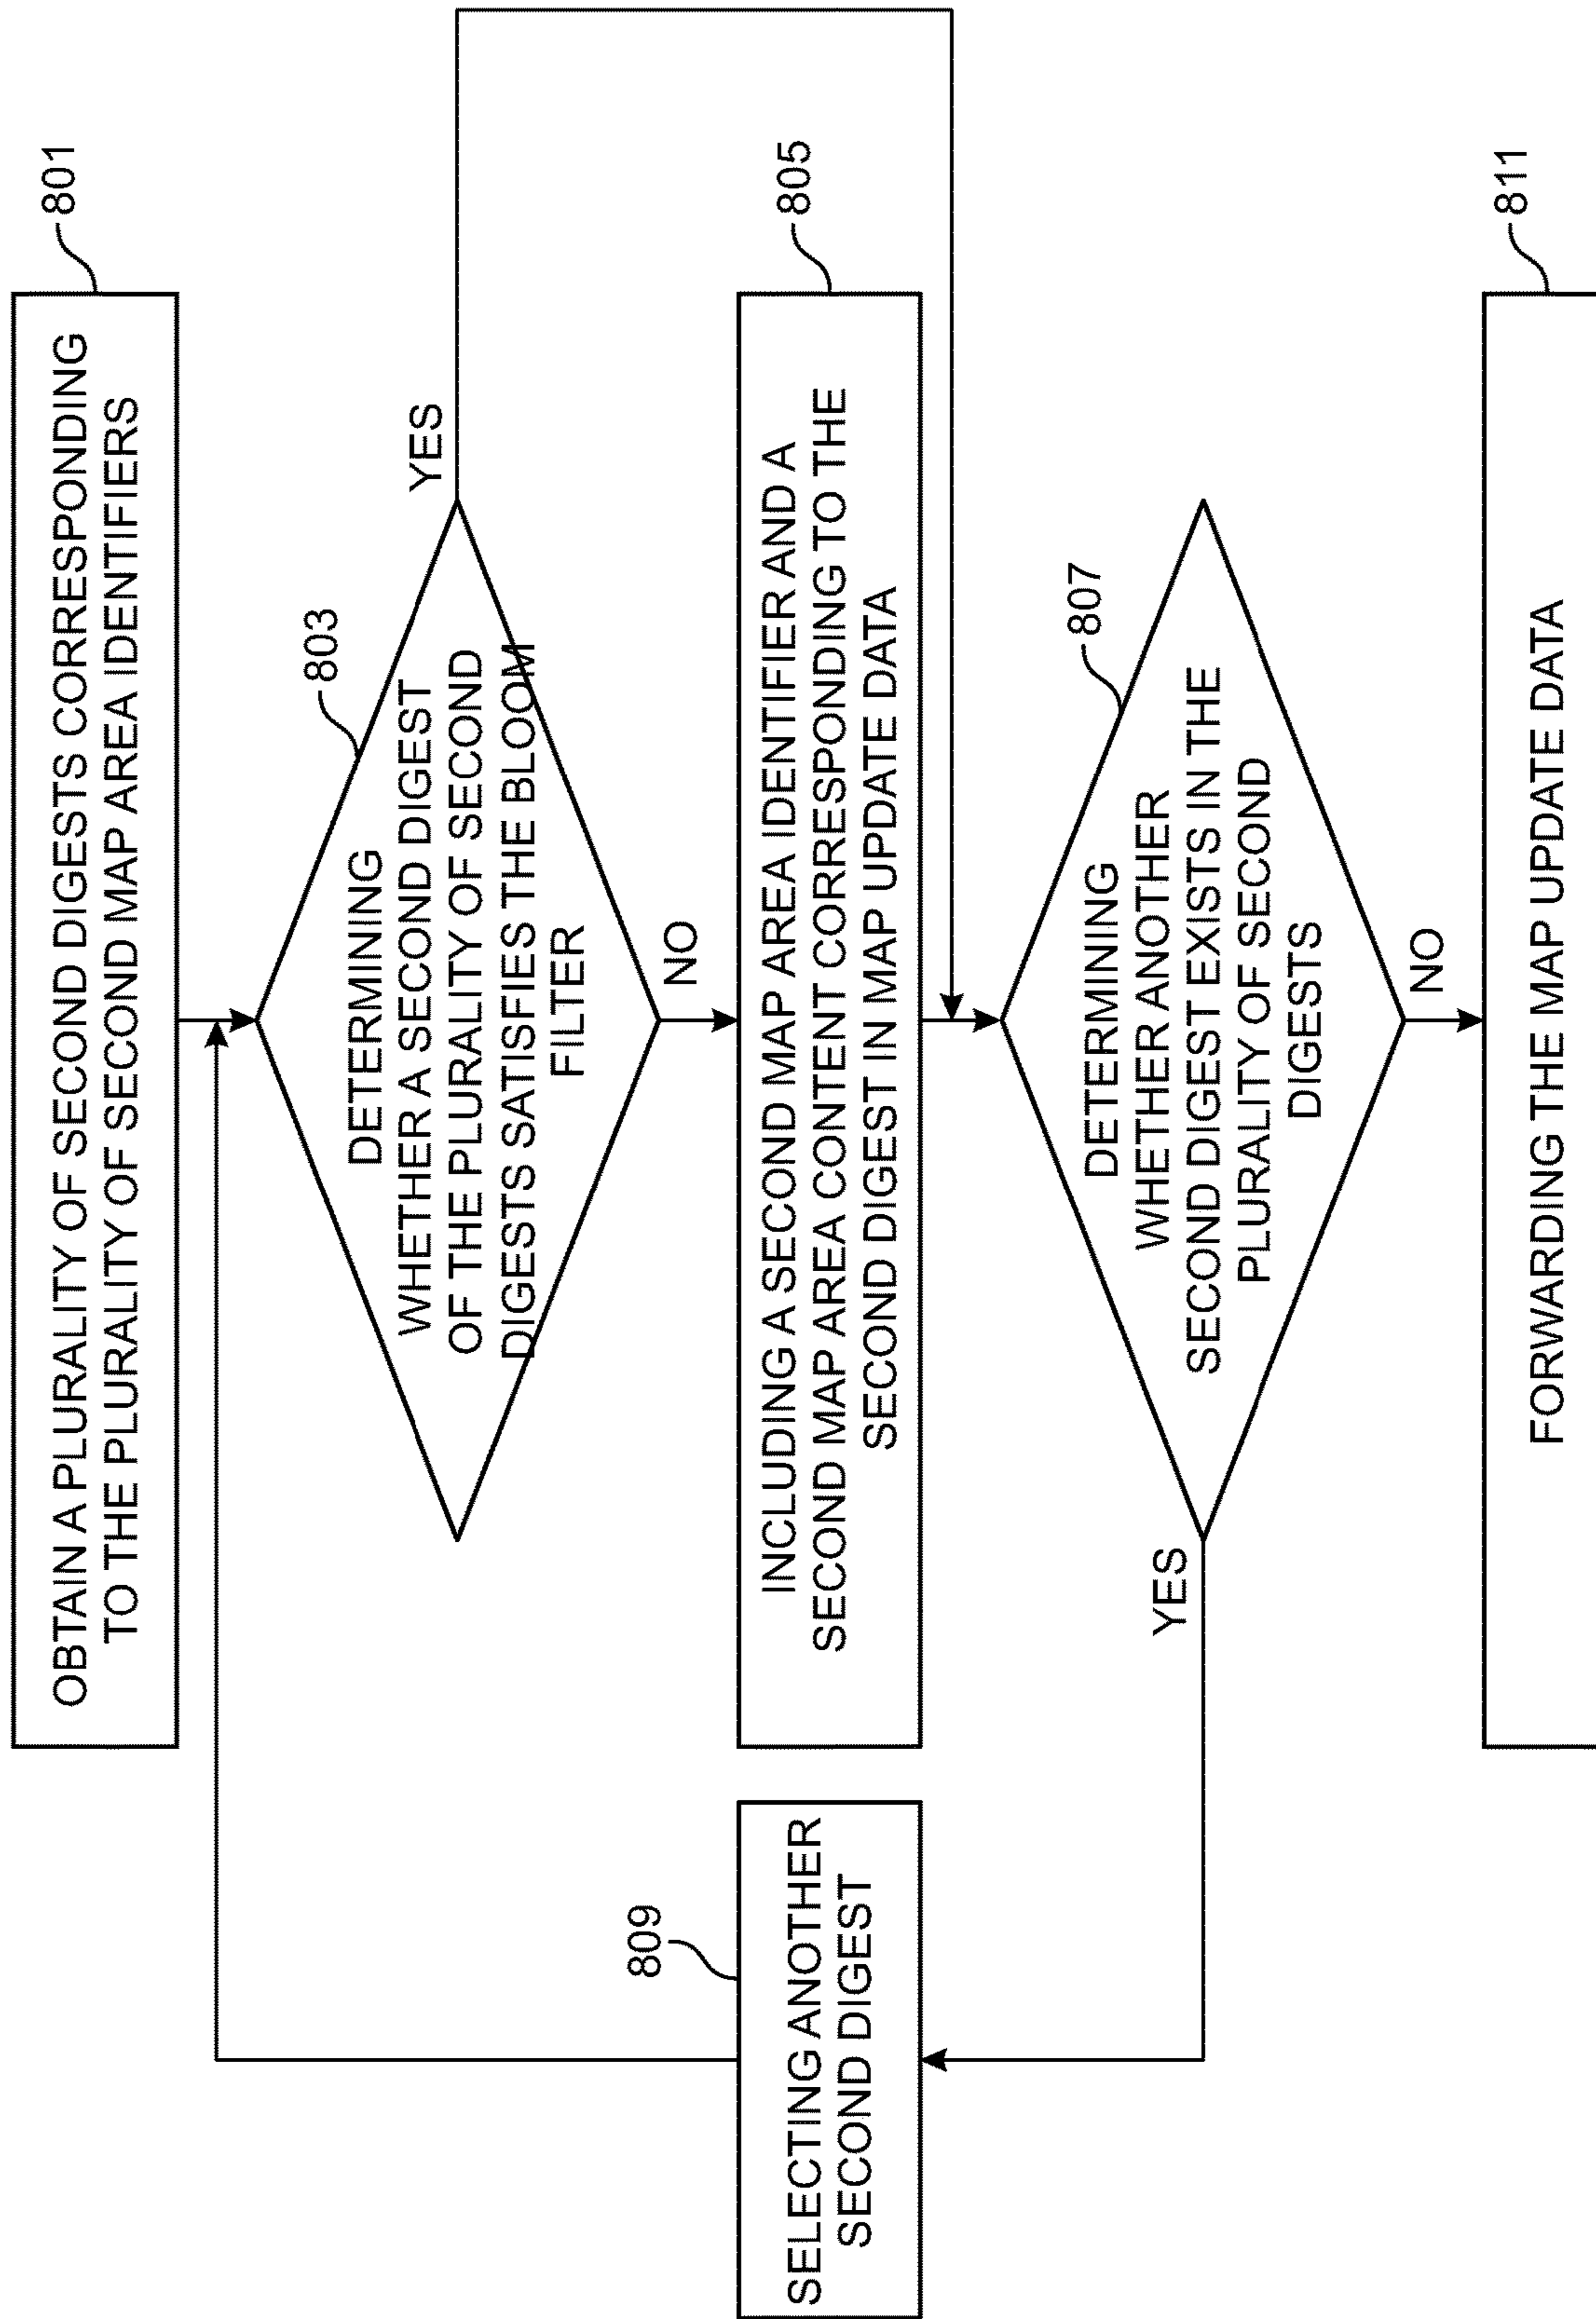 OBTAIN A PLURALITY OF SECOND DIGESTS CORRESPONDING
TO THE PLURALITY OF SECOND MAP AREA IDENTIFIERS
801
DETERMINING
WHETHER A SECOND DIGEST
OF THE PLURALITY OF SECOND
DIGESTS SATISFIES THE BLOOM
FILTER
803
YES
NO
INCLUDING A SECOND MAP AREA IDENTIFIER AND A
SECOND MAP AREA CONTENT CORRESPONDING TO THE
SECOND DIGEST IN MAP UPDATE DATA
805
SELECTING ANOTHER
SECOND DIGEST
809
DETERMINING
WHETHER ANOTHER
SECOND DIGEST EXISTS IN THE
PLURALITY OF SECOND
DIGESTS
807
YES
NO
FORWARDING THE MAP UPDATE DATA
811